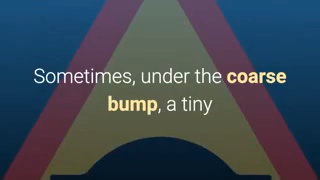 Sometimes, under the coarse
bump, a tiny